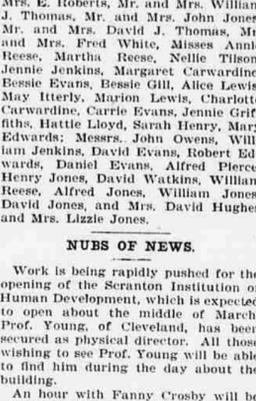 Mrs. E. Roberts, Mr. and Mrs. William
J. Thomas, Mr. and Mrs. John Jones
Mr. and Mrs. David J. Thomas, Mr
and Mrs. Fred White, Misses Annie
Reese, Martha Reese, Nellie Tilson
Jennie Jenkins, Margaret Carwardine
Bessie Evans, Bessie Gill, Alice Lewis
May Itterly, Marion Lewis, Charlott
Carwardine, Carrie Evans, Jennie Grif
fiths, Hattie Lloyd, Sarah Henry, Mary
Edwards; Messrs. John Owens, Will
iam Jenkins, David Evans, Robert Ed
wards, Daniel Evans, Alfred Pierce
Henry Jones, David Watkins, William
Reese, Alfred Jones, William Jones
David Jones, and Mrs. David Hughe
and Mrs. Lizzie Jones.
NUBS OF NEWS.
Work is being rapidly pushed for the
opening of the Scranton Institution o
Human Development, which is expected
to open about the middle of March
Prof. Young, of Cleveland, has been
secured as physical director. All those
wishing to see Prof. Young will be able
to find him during the day about the
building.
An hour with Fanny Crosby will be